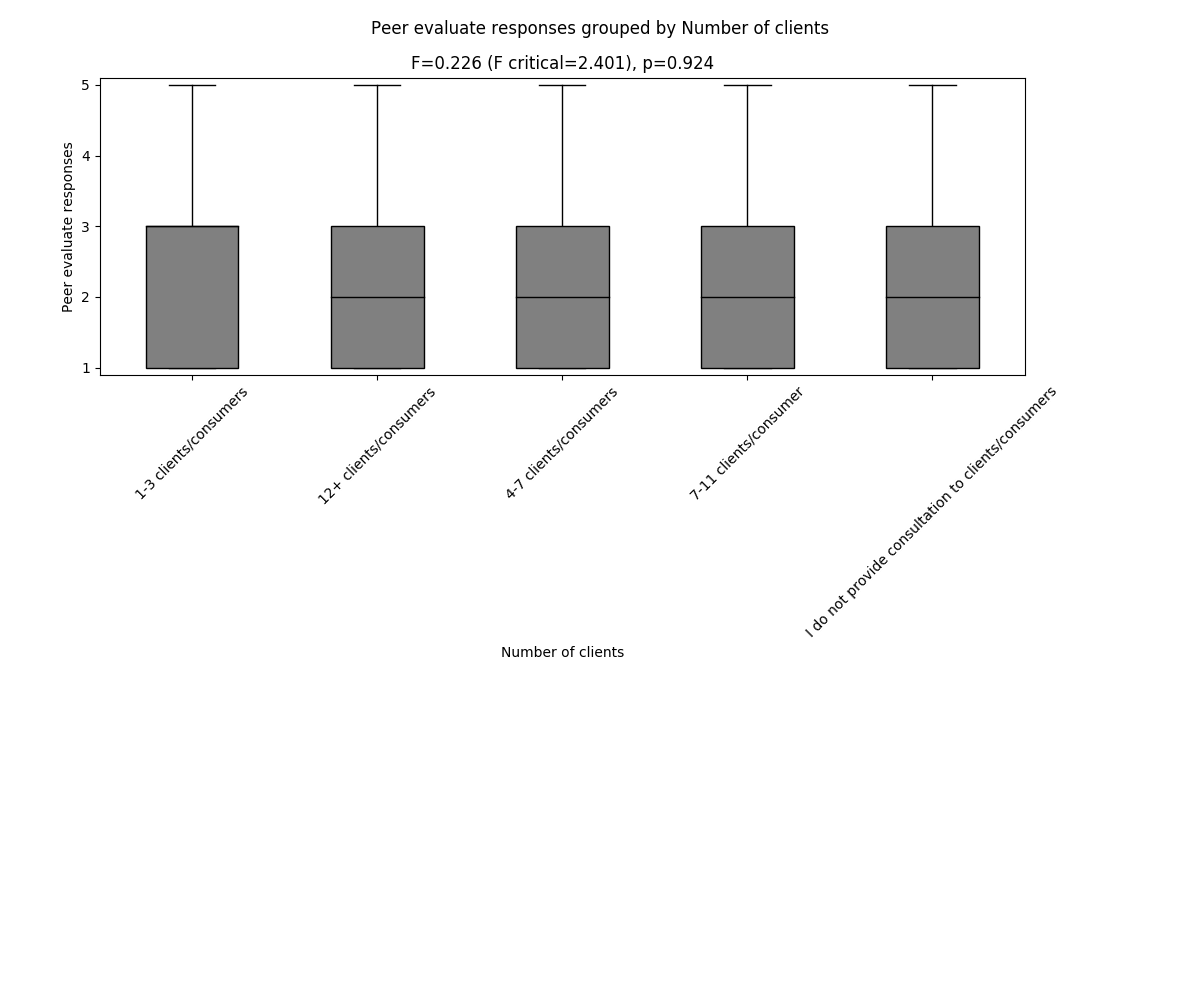 Peer evaluate responses grouped by Number of clients
F=0.226 (F critical=2.401), p=0.924
Peer evaluate responses
5
4
3
2
1
1-3 clients/consumers
12+ clients/consumers
4-7 clients/consumers
7-11 clients/consumer
I do not provide consultation to clients/consumers
Number of clients